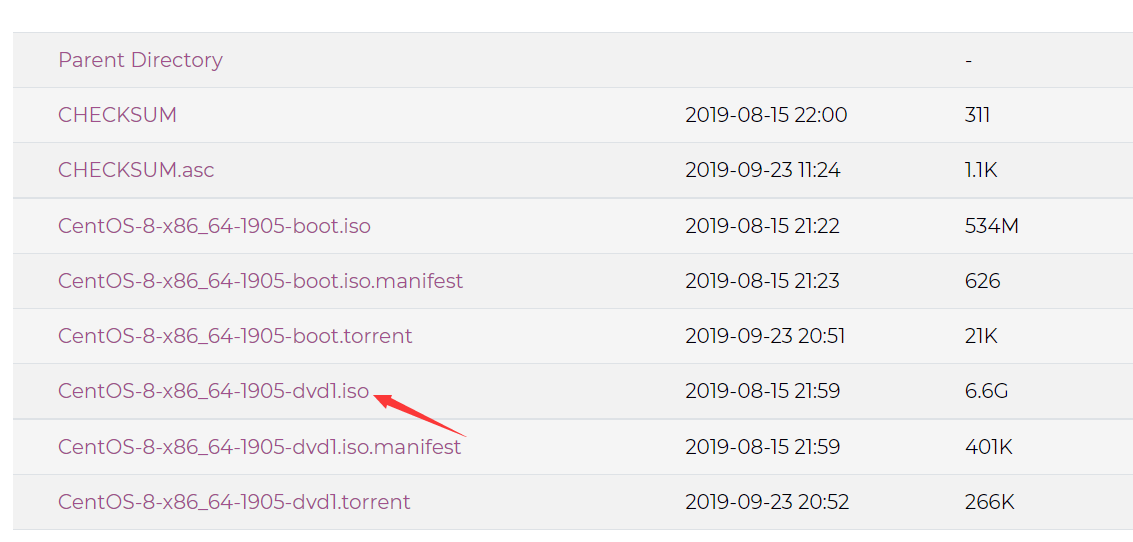 Parent Directory -
CHECKSUM 2019-08-15 22:00 311
CHECKSUM.asc 2019-09-23 11:24 1.1K
CentOS-8-x86_64-1905-boot.iso 2019-08-15 21:22 534M
CentOS-8-x86_64-1905-boot.iso.manifest 2019-08-15 21:23 626
CentOS-8-x86_64-1905-boot.torrent 2019-09-23 20:51 21K
CentOS-8-x86_64-1905-dvd1.iso 2019-08-15 21:59 6.6G
CentOS-8-x86_64-1905-dvd1.iso.manifest 2019-08-15 21:59 401K
CentOS-8-x86_64-1905-dvd1.torrent 2019-09-23 20:52 266K